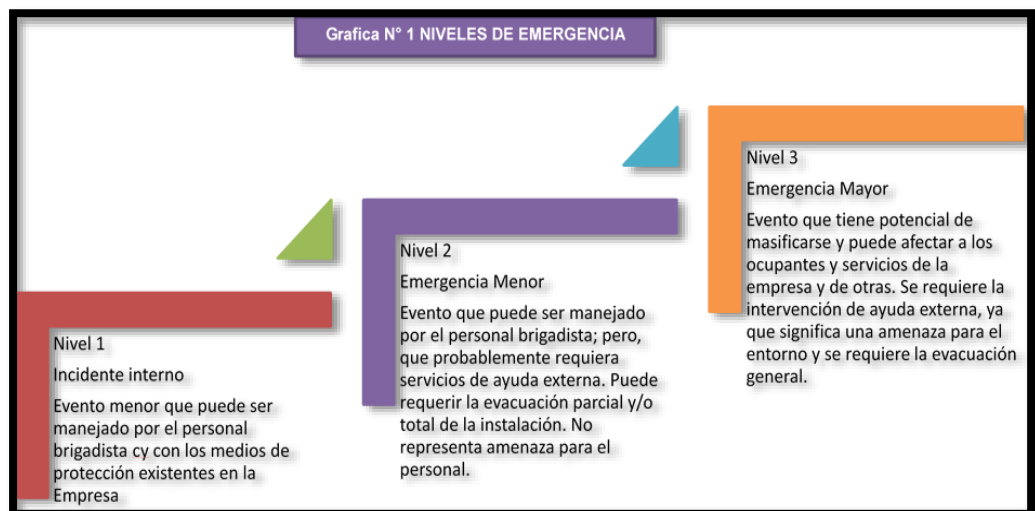 Grafica N° 1 NIVELES DE EMERGENCIA
Nivel 1
Incidente interno
Evento menor que puede ser
manejado por el personal
brigadista cy con los medios de
protección existentes en la
Empresa
Nivel 2
Emergencia Menor
Evento que puede ser manejado
por el personal brigadista; pero,
que probablemente requiera
servicios de ayuda externa. Puede
requerir la evacuación parcial y/o
total de la instalación. No
representa amenaza para el
personal.
Nivel 3
Emergencia Mayor
Evento que tiene potencial de
masificarse y puede afectar a los
ocupantes y servicios de la
empresa y de otras. Se requiere la
intervención de ayuda externa, ya
que significa una amenaza para el
entorno y se requiere la evacuación
general.